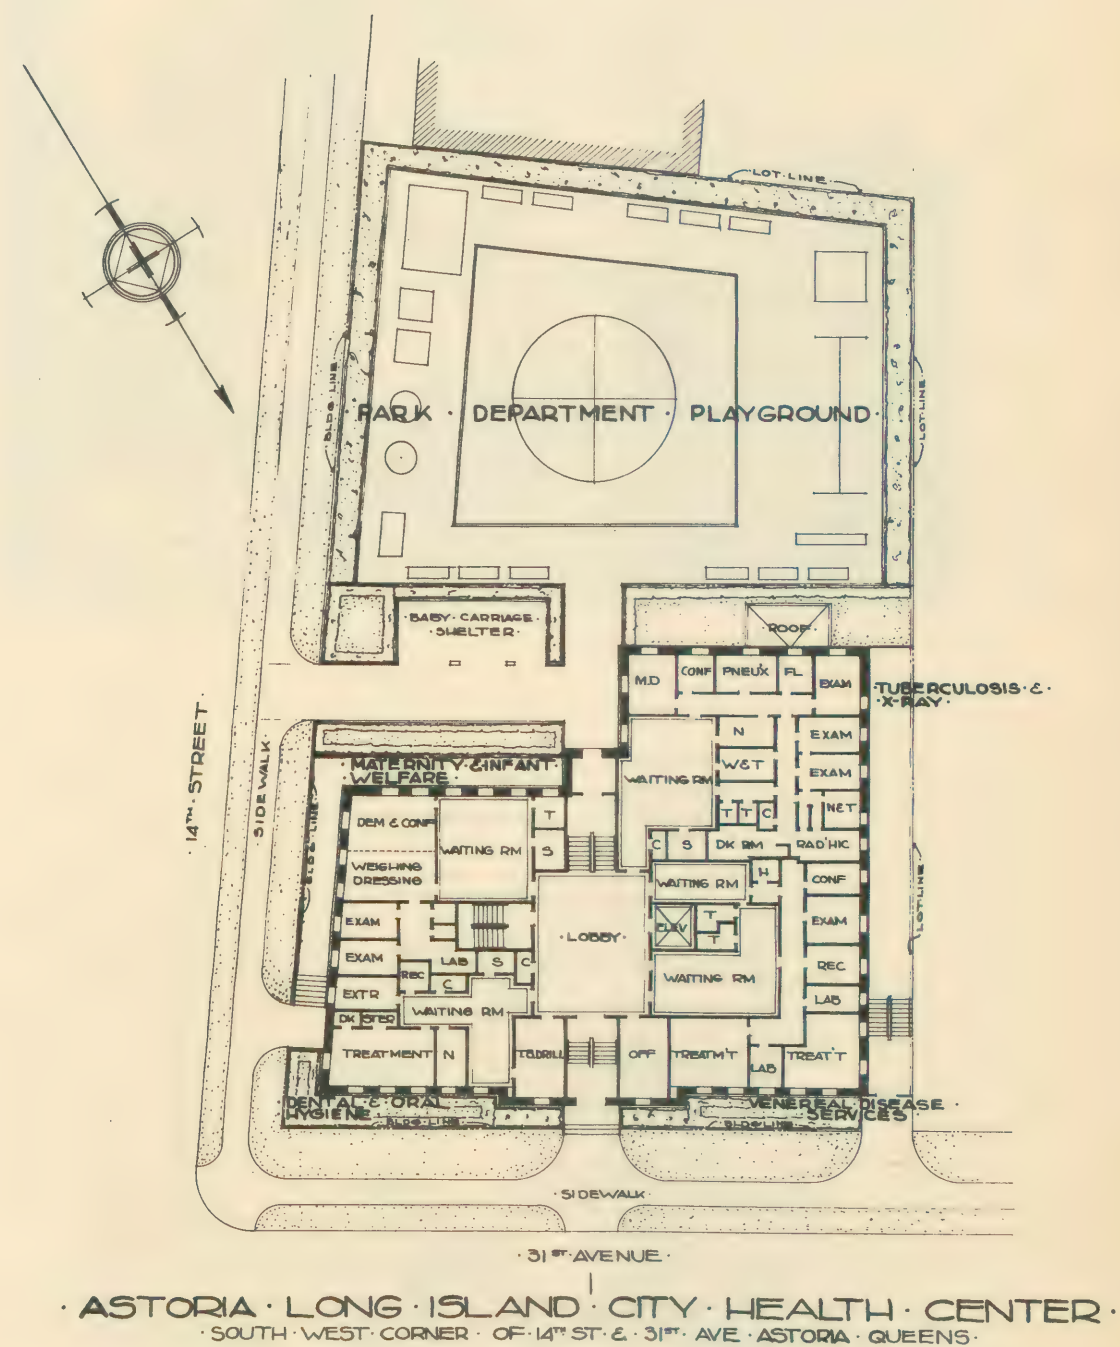 ·LOT·LINE·
BLDG·LINE
LOT·LINE
PARK · DEPARTMENT · PLAYGROUND·
·BABY·CARRIAGE·
·SHELTER·
·ROOF·
M.D
CONF
PNEUX
FL
EXAM
TUBERCULOSIS·&·
·X-RAY·
N
EXAM
W&T
EXAM
WAITING RM
T
T
C
N&T
C
S
DK RM
RAD'HIC
14TH·STREET
SIDEWALK
BLDG·LINE
MATERNITY·&INFANT
WELFARE·
DEM & CONF
WAITING RM
T
S
WEIGHING
DRESSING
WAITING RM
H
CONF
LOT·LINE
EXAM
·LOBBY·
ELEV
T
T
EXAM
EXAM
REC
LAB
S
C
C
WAITING RM
REC
EXTR
WAITING RM
LAB
DK
STER
TREATMENT
N
T.B.DRILL
OFF
TREATM'T
LAB
TREAT'T
DENTAL·&·ORAL
HYGIENE
BLDG·LINE
VENEREAL·DISEASE ·
SERVICES
BLDG·LINE
·SIDEWALK·
·31ST·AVENUE·
·ASTORIA·LONG·ISLAND·CITY·HEALTH·CENTER·
·SOUTH·WEST·CORNER·OF·14TH ST·&·31ST·AVE·ASTORIA·QUEENS·